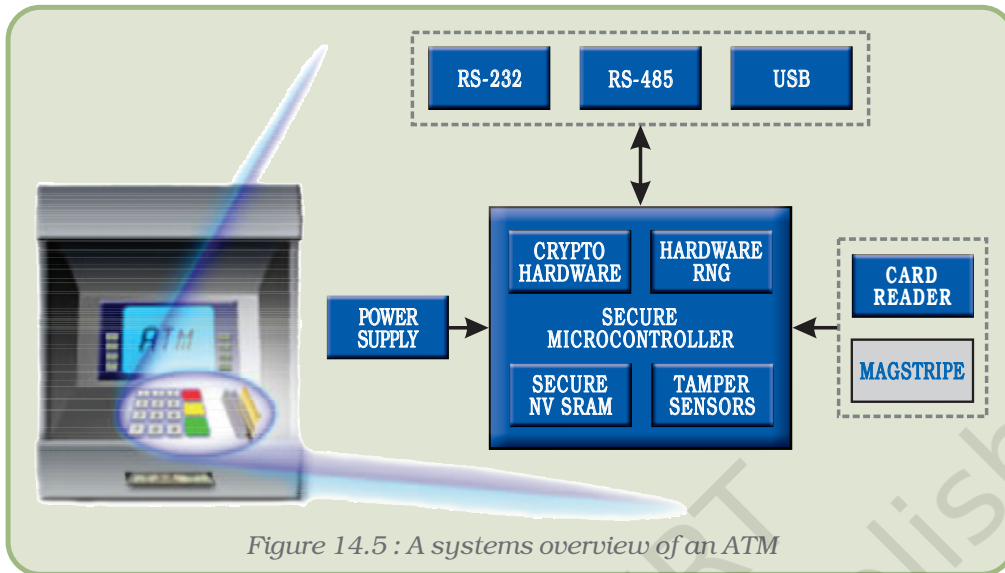 RS-232
RS-485
USB
CRYPTO
HARDWARE
HARDWARE
RNG
SECURE
MICROCONTROLLER
SECURE
NV SRAM
TAMPER
SENSORS
POWER
SUPPLY
CARD
READER
MAGSTRIPE
ATM
Figure 14.5 : A systems overview of an ATM